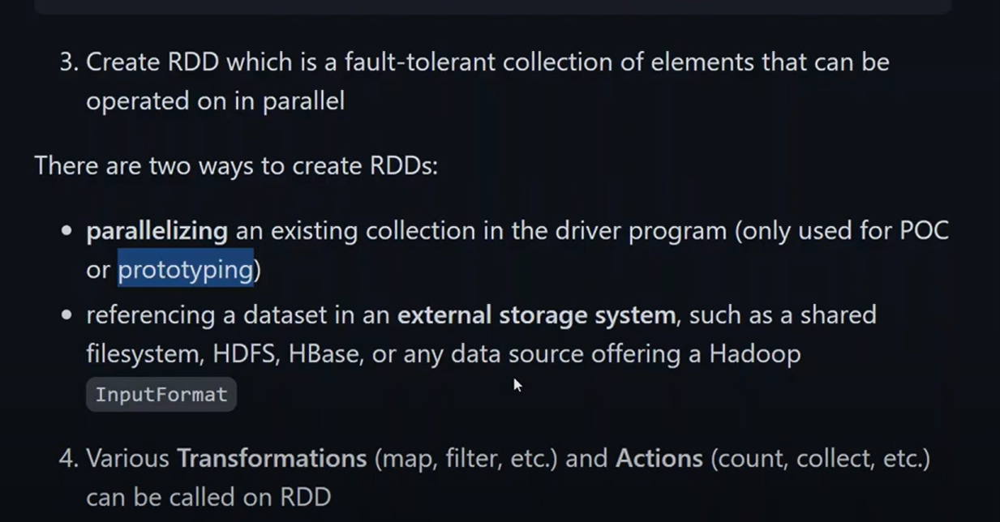 3. Create RDD which is a fault-tolerant collection of elements that can be
operated on in parallel
There are two ways to create RDDs:
• parallelizing an existing collection in the driver program (only used for POC
or prototyping)
• referencing a dataset in an external storage system, such as a shared
filesystem, HDFS, HBase, or any data source offering a Hadoop
InputFormat
4. Various Transformations (map, filter, etc.) and Actions (count, collect, etc.)
can be called on RDD